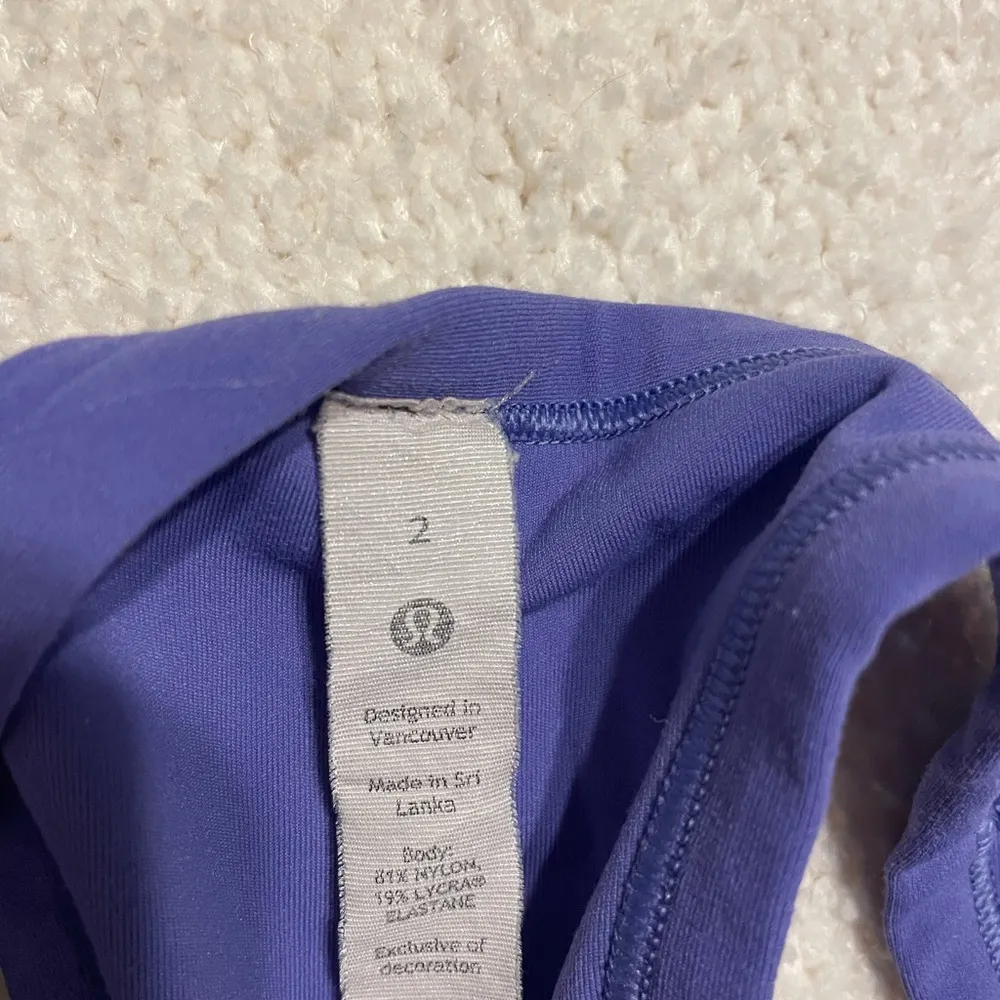 2
Designed in
Vancouver
Made in Sri
Lanka
Body:
81% NYLON,
19% LYCRA®
ELASTANE
Exclusive of
decoration